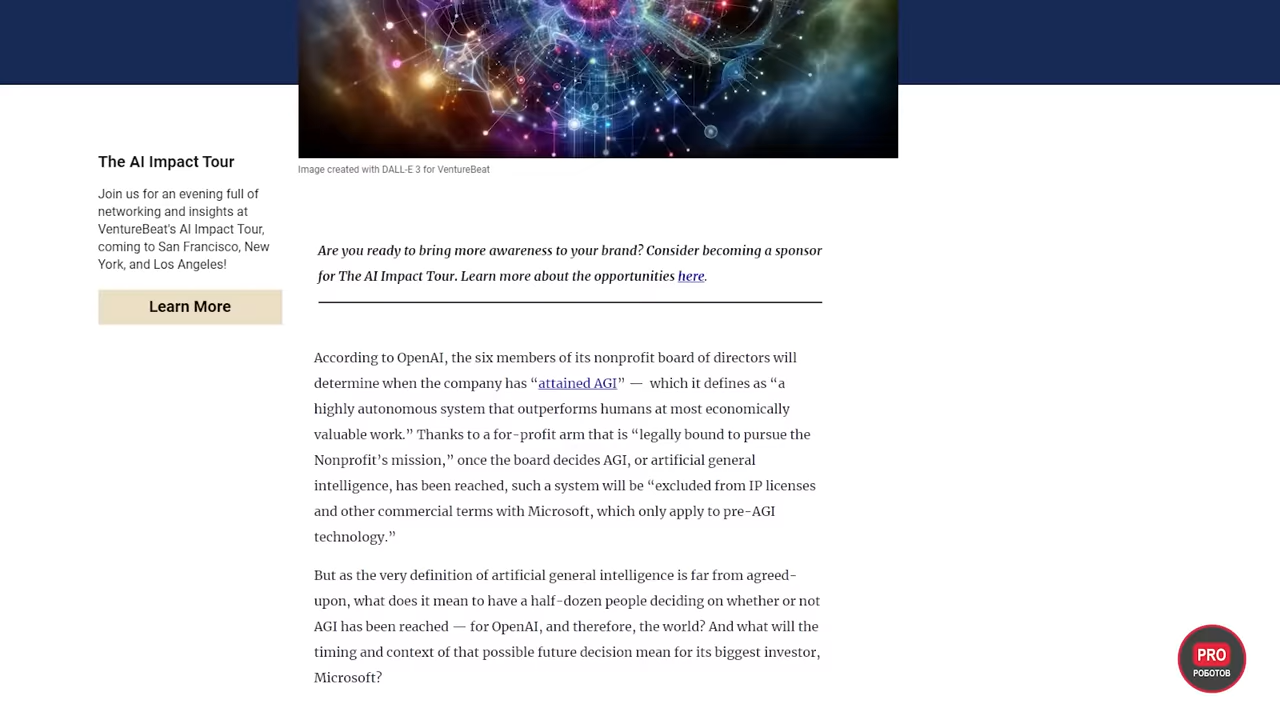 Image created with DALL-E 3 for VentureBeat
The AI Impact Tour
Join us for an evening full of
networking and insights at
VentureBeat's AI Impact Tour,
coming to San Francisco, New
York, and Los Angeles!
Learn More
Are you ready to bring more awareness to your brand? Consider becoming a sponsor
for The AI Impact Tour. Learn more about the opportunities here.
According to OpenAI, the six members of its nonprofit board of directors will
determine when the company has “attained AGI” — which it defines as “a
highly autonomous system that outperforms humans at most economically
valuable work.” Thanks to a for-profit arm that is “legally bound to pursue the
Nonprofit’s mission,” once the board decides AGI, or artificial general
intelligence, has been reached, such a system will be “excluded from IP licenses
and other commercial terms with Microsoft, which only apply to pre-AGI
technology.”
But as the very definition of artificial general intelligence is far from agreed-
upon, what does it mean to have a half-dozen people deciding on whether or not
AGI has been reached — for OpenAI, and therefore, the world? And what will the
timing and context of that possible future decision mean for its biggest investor,
Microsoft?
PRO
РОБОТОВ